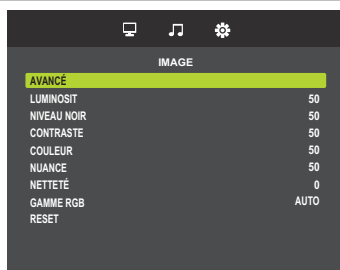 IMAGE
AVANCÉ
LUMINOSIT 50
NIVEAU NOIR 50
CONTRASTE 50
COULEUR 50
NUANCE 50
NETTETÉ 0
GAMME RGB AUTO
RESET